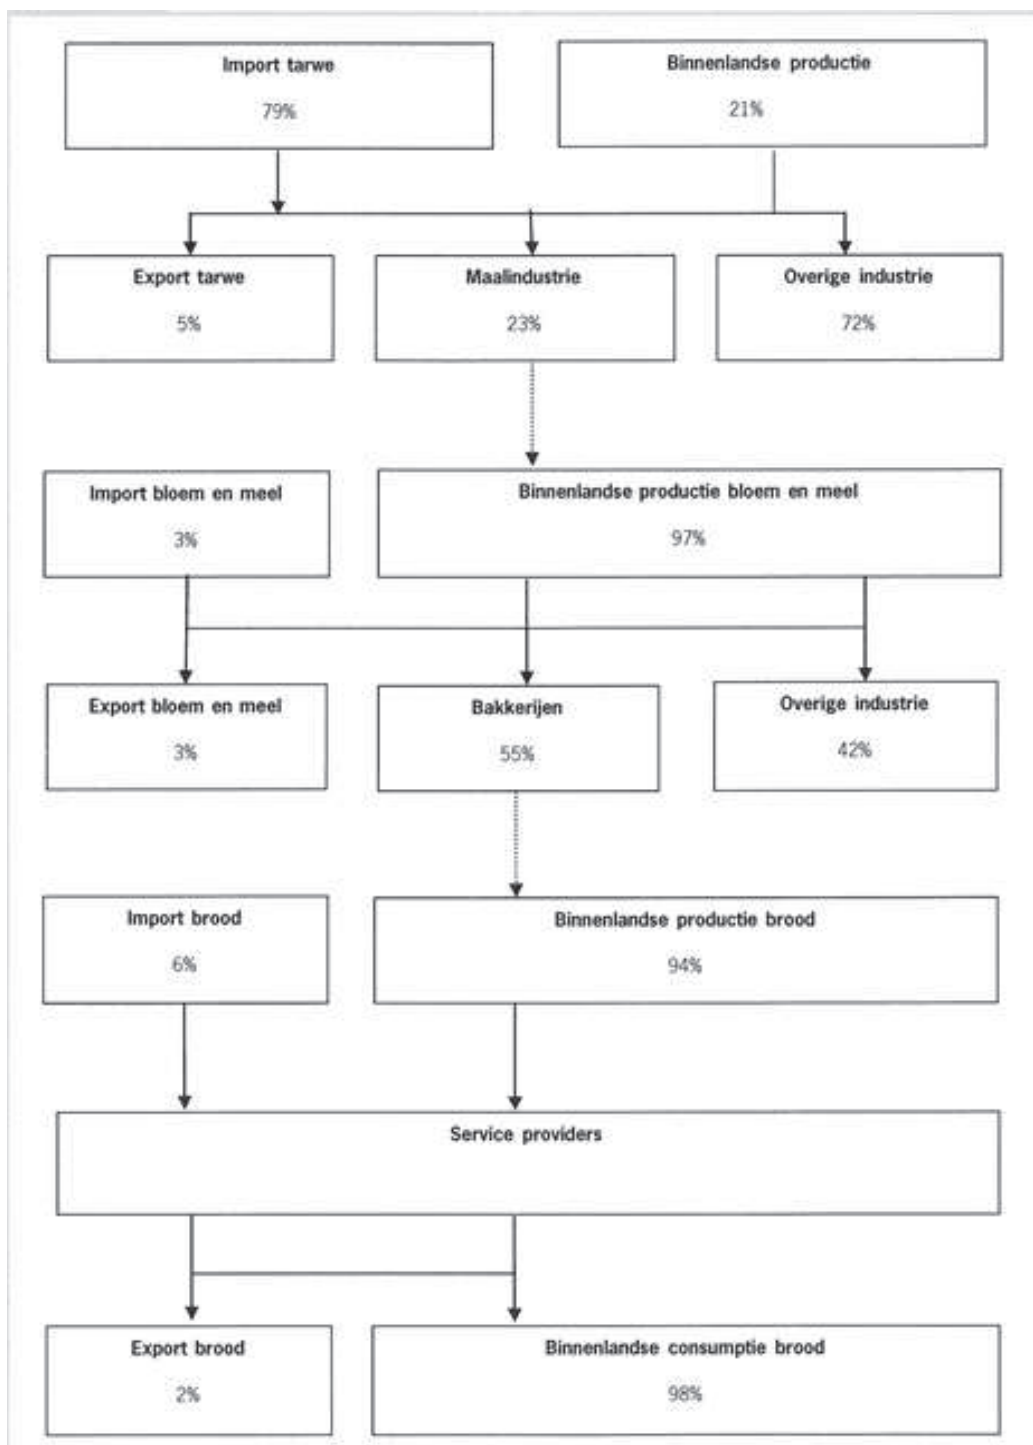 Import tarwe
79%
Binnenlandse productie
21%
Export tarwe
5%
Maalindustrie
23%
Overige industrie
72%
Import bloem en meel
3%
Binnenlandse productie bloem en meel
97%
Export bloem en meel
3%
Bakkerijen
55%
Overige industrie
42%
Import brood
6%
Binnenlandse productie brood
94%
Service providers
Export brood
2%
Binnenlandse consumptie brood
98%